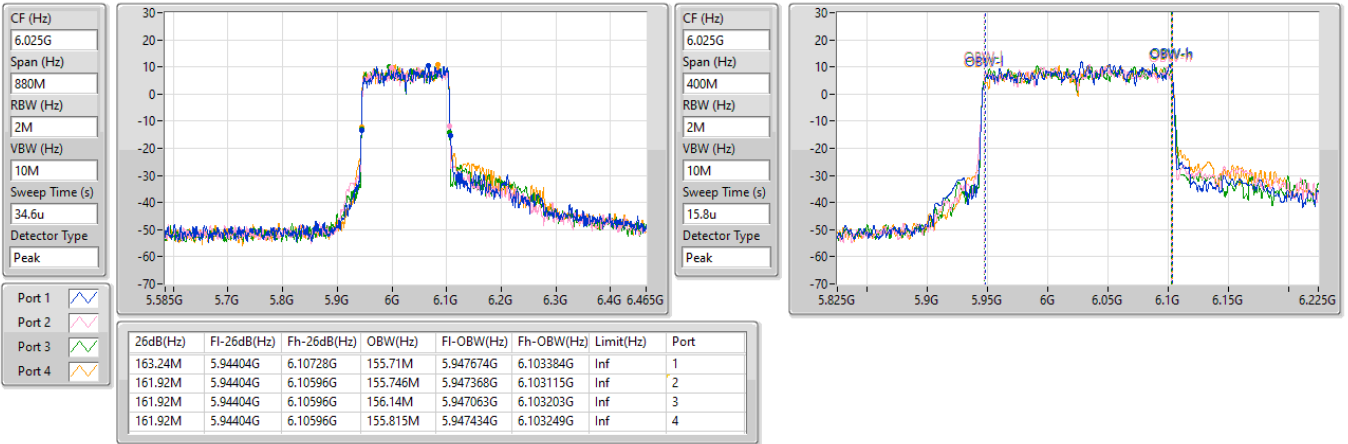 CF (Hz)
6.025G
Span (Hz)
880M
RBW (Hz)
2M
VBW (Hz)
10M
Sweep Time (s)
34.6u
Detector Type
Peak
30
20
10
0
-10
-20
-30
-40
-50
-60
-70
5.585G 5.7G 5.8G 5.9G 6G 6.1G 6.2G 6.3G 6.4G 6.465G
CF (Hz)
6.025G
Span (Hz)
400M
RBW (Hz)
2M
VBW (Hz)
10M
Sweep Time (s)
15.8u
Detector Type
Peak
30
20
10
0
-10
-20
-30
-40
-50
-60
-70
OBW-l OBW-h
5.825G 5.9G 5.95G 6G 6.05G 6.1G 6.15G 6.225G
Port 1
Port 2
Port 3
Port 4
26dB(Hz) Fl-26dB(Hz) Fh-26dB(Hz) OBW(Hz) Fl-OBW(Hz) Fh-OBW(Hz) Limit(Hz) Port
163.24M 5.94404G 6.10728G 155.71M 5.947674G 6.103384G Inf 1
161.92M 5.94404G 6.10596G 155.746M 5.947368G 6.103115G Inf 2
161.92M 5.94404G 6.10596G 156.14M 5.947063G 6.103203G Inf 3
161.92M 5.94404G 6.10596G 155.815M 5.947434G 6.103249G Inf 4